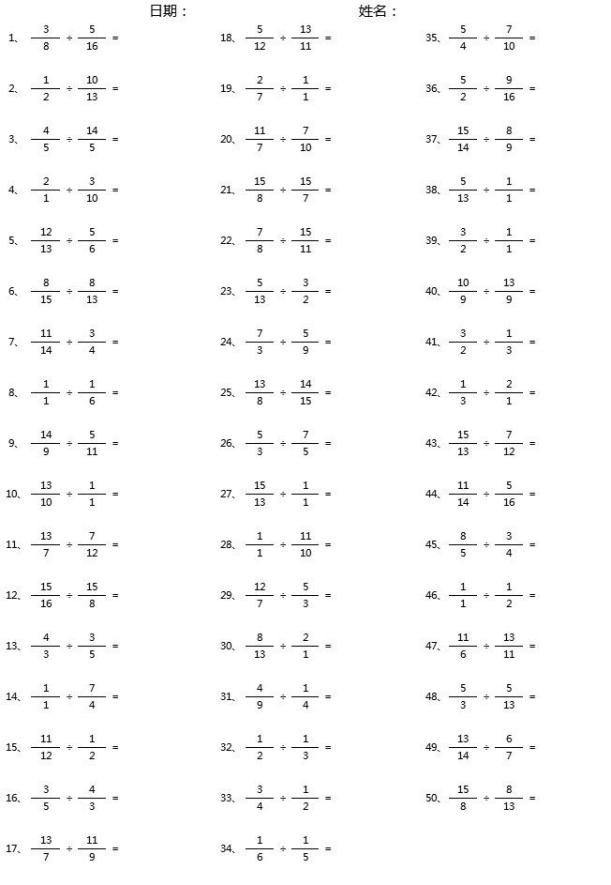 日期： 姓名：
1、 3/8 ÷ 5/16 = 18、 5/12 ÷ 13/11 = 35、 5/4 ÷ 7/10 =
2、 1/2 ÷ 10/13 = 19、 2/7 ÷ 1/1 = 36、 5/2 ÷ 9/16 =
3、 4/5 ÷ 14/5 = 20、 11/7 ÷ 7/10 = 37、 15/14 ÷ 8/9 =
4、 2/1 ÷ 3/10 = 21、 15/8 ÷ 15/7 = 38、 5/13 ÷ 1/1 =
5、 12/13 ÷ 5/6 = 22、 7/8 ÷ 15/11 = 39、 3/2 ÷ 1/1 =
6、 8/15 ÷ 8/13 = 23、 5/13 ÷ 3/2 = 40、 10/9 ÷ 13/9 =
7、 11/14 ÷ 3/4 = 24、 7/3 ÷ 5/9 = 41、 3/2 ÷ 1/3 =
8、 1/1 ÷ 1/6 = 25、 13/8 ÷ 14/15 = 42、 1/3 ÷ 2/1 =
9、 14/9 ÷ 5/11 = 26、 5/3 ÷ 7/5 = 43、 15/13 ÷ 7/12 =
10、 13/10 ÷ 1/1 = 27、 15/13 ÷ 1/1 = 44、 11/14 ÷ 5/16 =
11、 13/7 ÷ 7/12 = 28、 1/1 ÷ 11/10 = 45、 8/5 ÷ 3/4 =
12、 15/16 ÷ 15/8 = 29、 12/7 ÷ 5/3 = 46、 1/1 ÷ 1/2 =
13、 4/3 ÷ 3/5 = 30、 8/13 ÷ 2/1 = 47、 11/6 ÷ 13/11 =
14、 1/1 ÷ 7/4 = 31、 4/9 ÷ 1/4 = 48、 5/3 ÷ 5/13 =
15、 11/12 ÷ 1/2 = 32、 1/2 ÷ 1/3 = 49、 13/14 ÷ 6/7 =
16、 3/5 ÷ 4/3 = 33、 3/4 ÷ 1/2 = 50、 15/8 ÷ 8/13 =
17、 13/7 ÷ 11/9 = 34、 1/6 ÷ 1/5 =